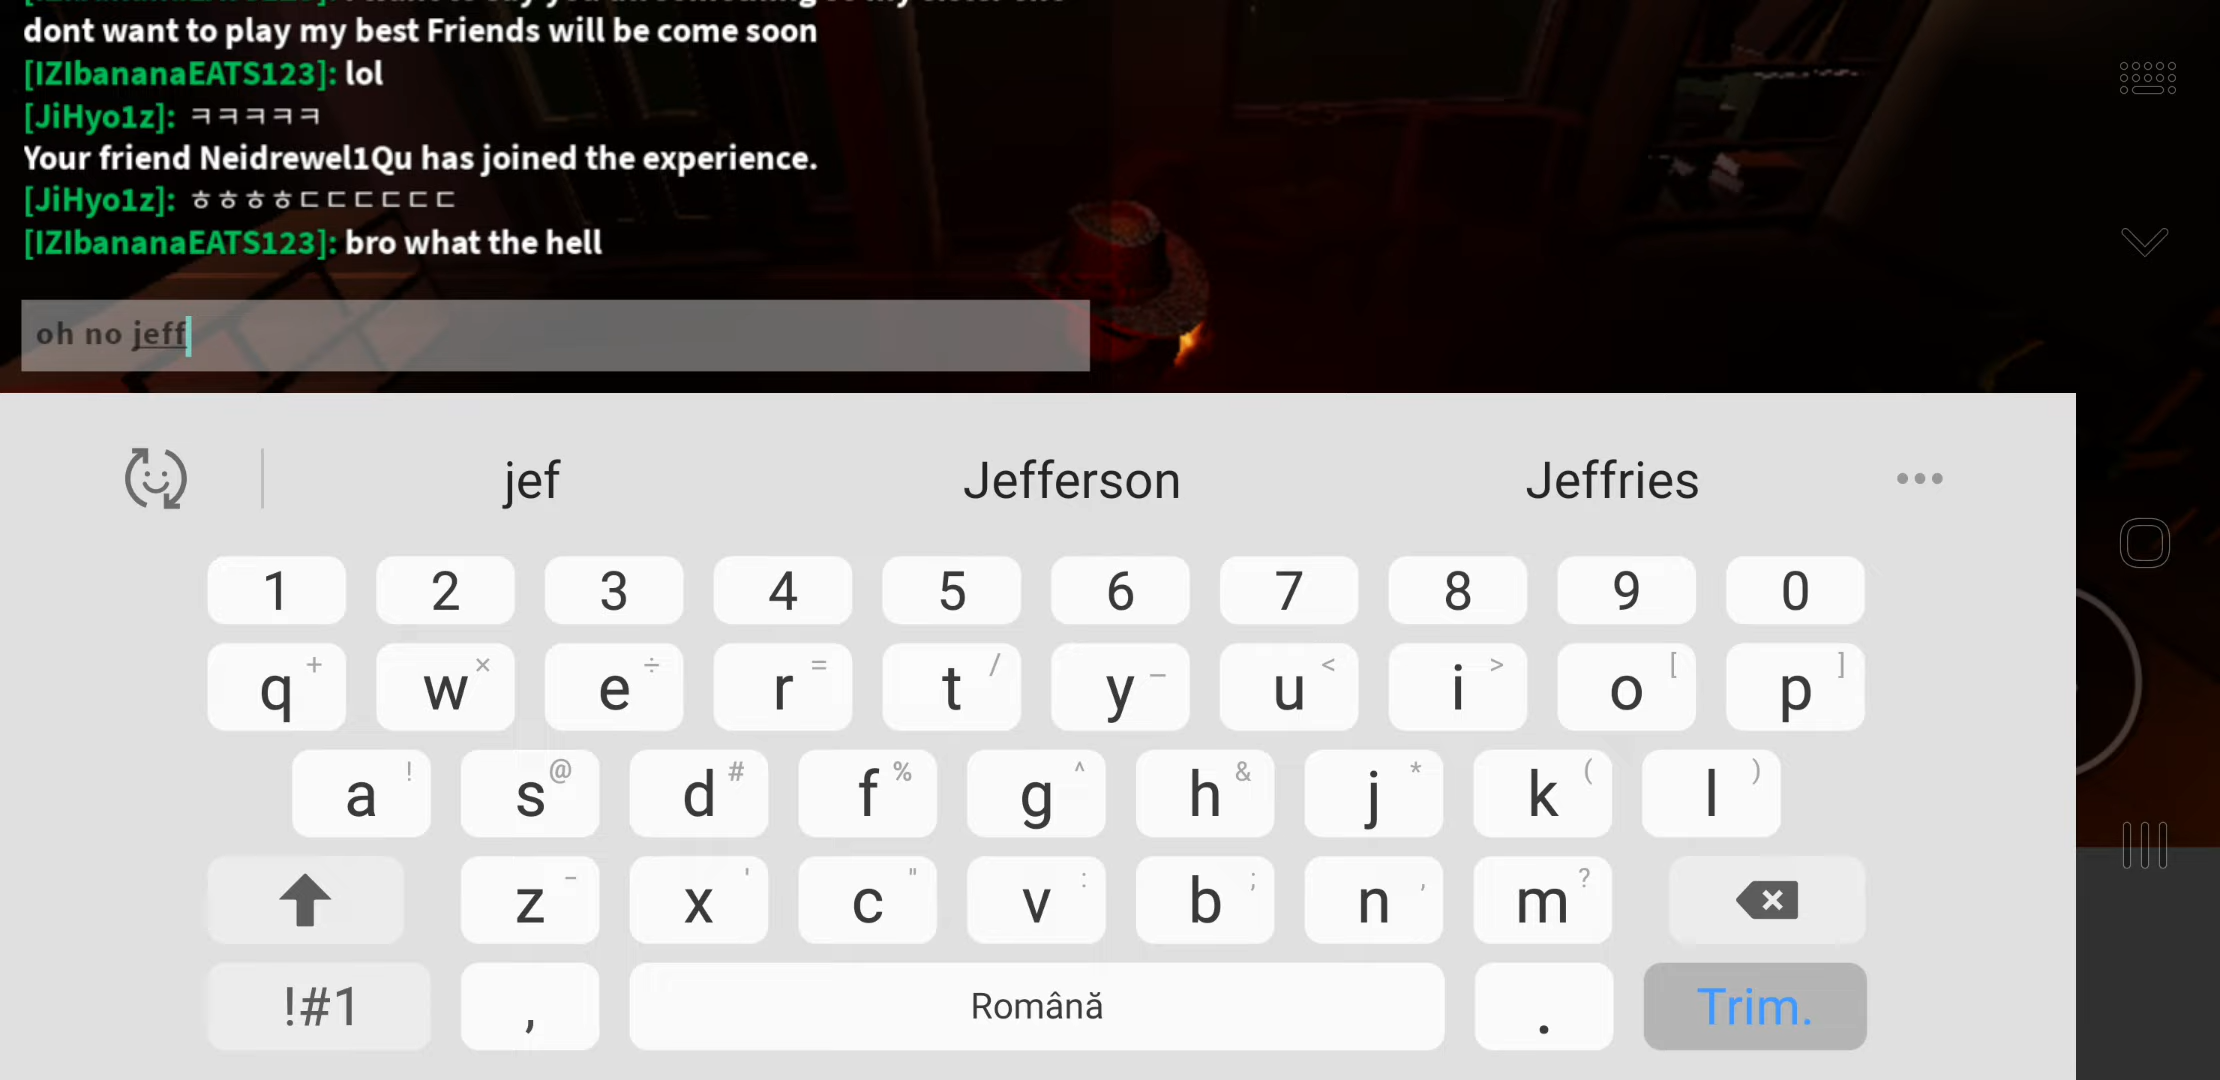 dont want to play my best Friends will be come soon
[IZIbananaEATS123]: lol
[JiHyo1z]: ㅋㅋㅋㅋㅋ
Your friend Neidrewel1Qu has joined the experience.
[JiHyo1z]: ㅎㅎㅎㅎㄷㄷㄷㄷㄷㄷ
[IZIbananaEATS123]: bro what the hell
oh no jeff
jef Jefferson Jeffries
1 2 3 4 5 6 7 8 9 0
q + w × e ÷ r = t / y _ u < i > o [ p ]
a ! s @ d # f % g ^ h & j * k ( l )
z - x ' c " v : b ; n , m ?
!#1 , Română . Trim.